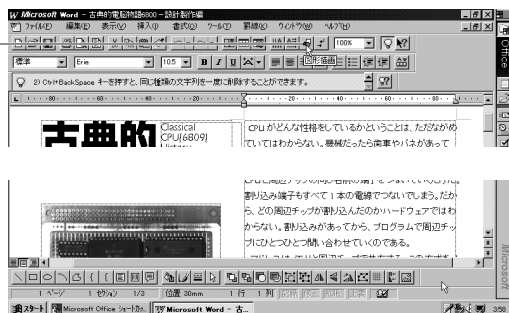 Microsoft Word - 古典的電脳物語6800 - 設計製作編
ファイル(F) 編集(E) 表示(V) 挿入(I) 書式(O) ツール(T) 罫線(A) ウィンドウ(W) ヘルプ(H)
100%
標準 Erie 10.5 B I U 図形描画
2) Ctrl+BackSpace キーを押すと、同じ種類の文字列を一度に削除することができます。
Office
古典的
Classical
CPU(6809)
History
CPU がどんな性格をしているかということは、ただながめ
ていてはわからない。機械だったら歯車やバネがあって
割り込み端子もすべて 1 本の電線でつないでしまう。だか
ら、どの周辺チップが割り込んだのかハードウェアではわ
からない。割り込みがあってから、プログラムで周辺チッ
プにひとつひとつ問い合わせていくのである。
Microsoft
1 ページ 1 セクション 1/3 位置 30mm 1 行 1 列 記録 修正 拡張 上書
スタート Microsoft Office ショートカ... Microsoft Word - 古... 3:50